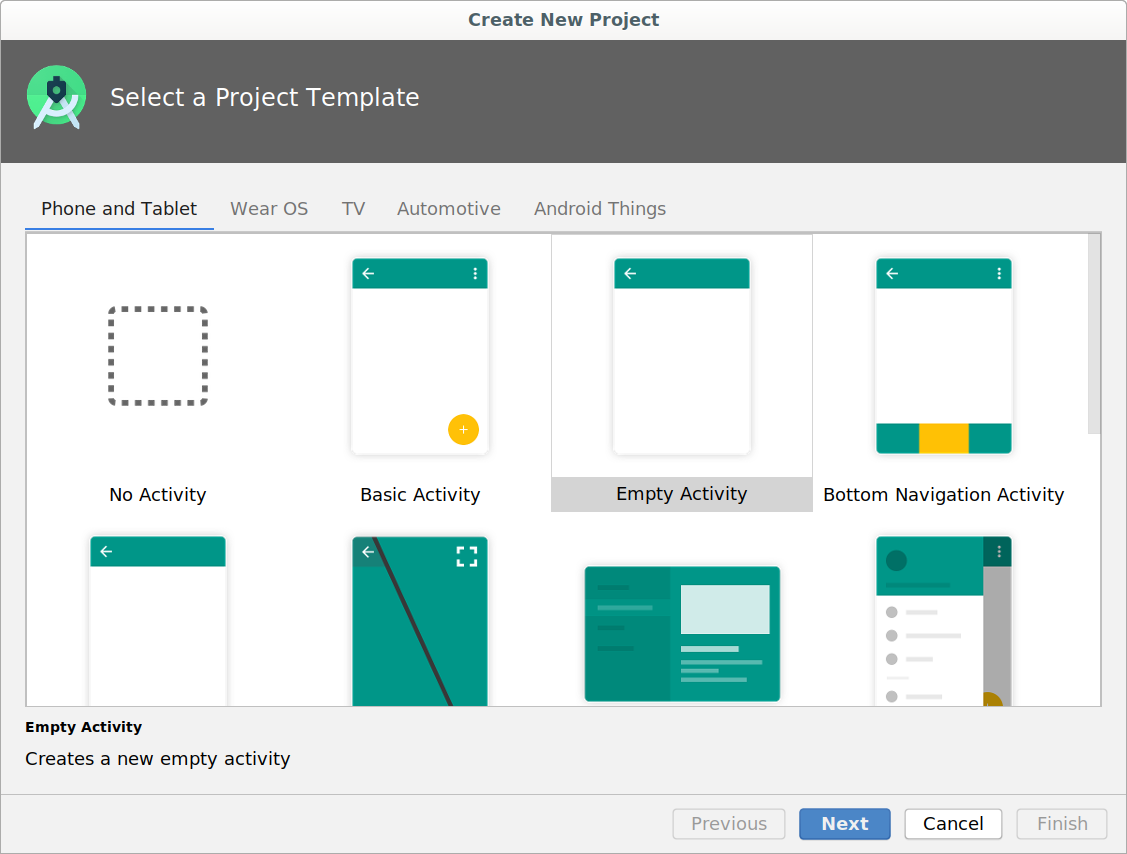 Create New Project
Select a Project Template
Phone and Tablet Wear OS TV Automotive Android Things
No Activity Basic Activity Empty Activity Bottom Navigation Activity
Empty Activity
Creates a new empty activity
Previous Next Cancel Finish